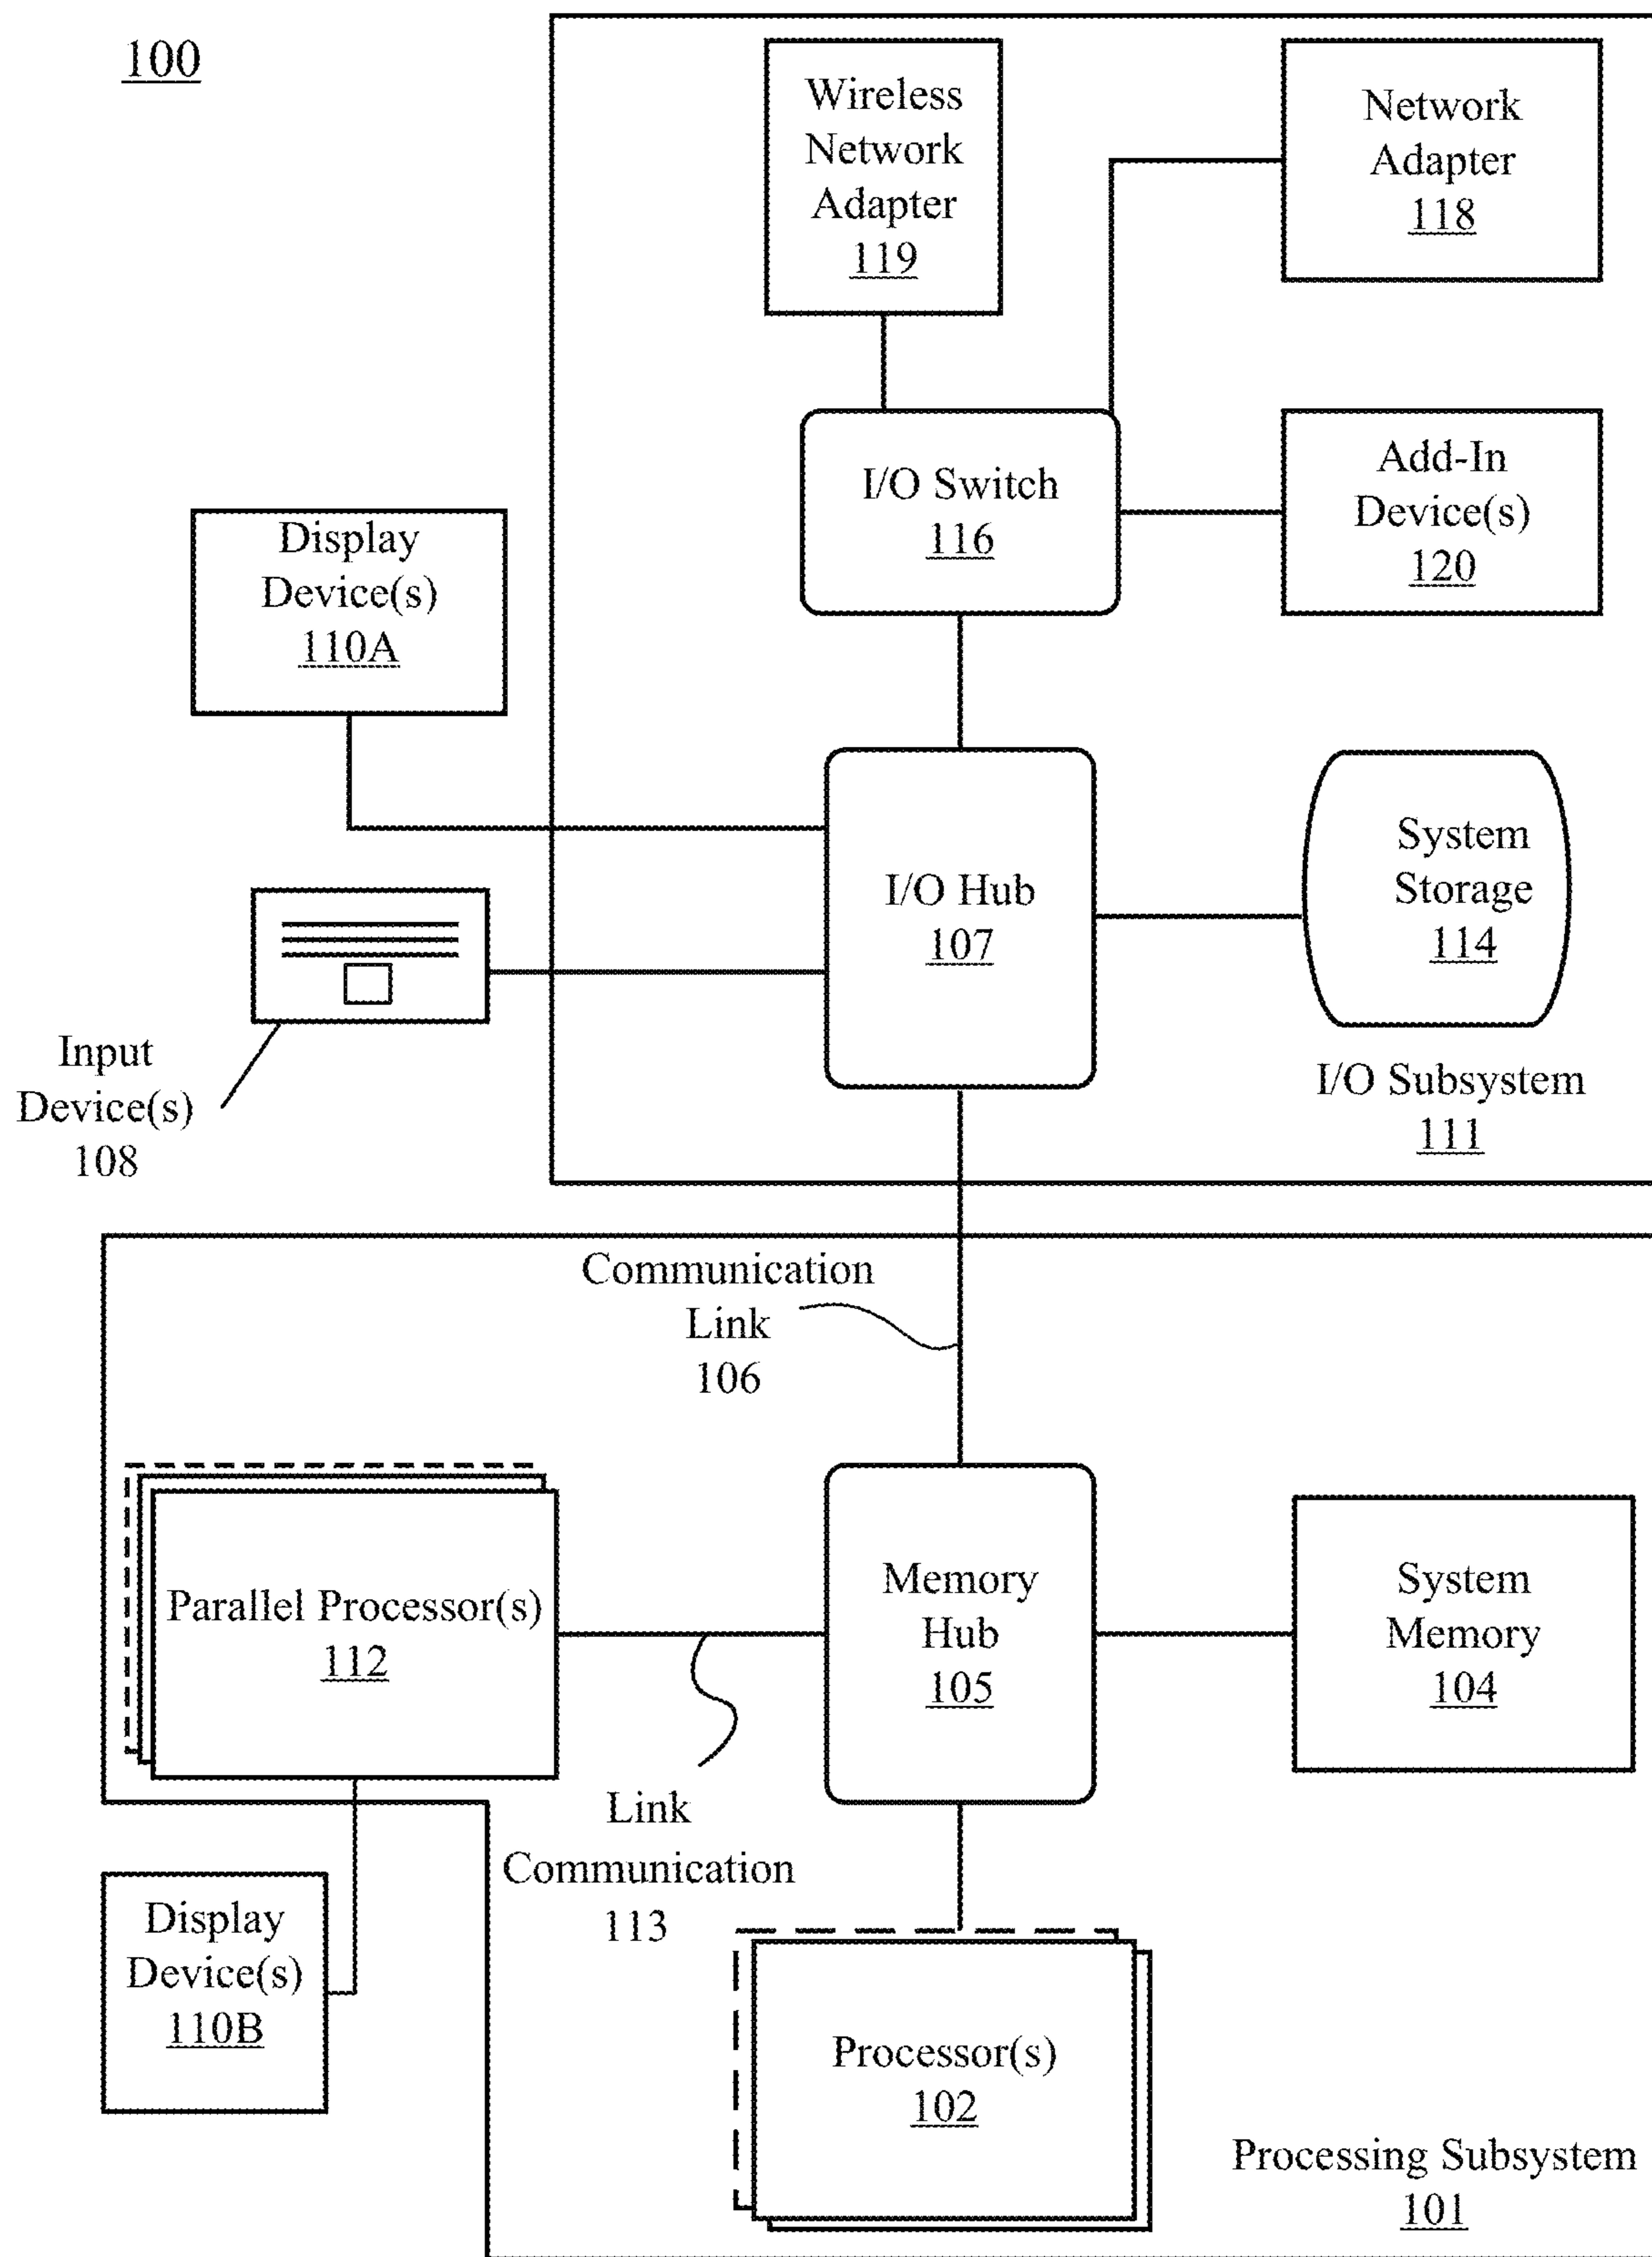 100
Wireless
Network
Adapter
119
Network
Adapter
118
I/O Switch
116
Add-In
Device(s)
120
Display
Device(s)
110A
I/O Hub
107
System
Storage
114
Input
Device(s)
108
I/O Subsystem
111
Communication
Link
106
Parallel Processor(s)
112
Memory
Hub
105
System
Memory
104
Link
Communication
113
Display
Device(s)
110B
Processor(s)
102
Processing Subsystem
101